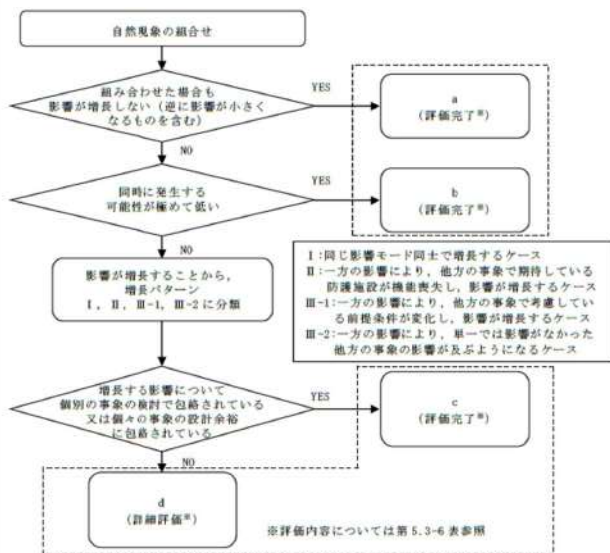 自然現象の組合せ
組み合わせた場合も
影響が増長しない（逆に影響が小さく
なるものを含む）
YES
a
（評価完了※）
NO
同時に発生する
可能性が極めて低い
YES
b
（評価完了※）
NO
影響が増長することから，
増長パターン
Ⅰ，Ⅱ，Ⅲ-1，Ⅲ-2に分類
Ⅰ：同じ影響モード同士で増長するケース
Ⅱ：一方の影響により，他方の事象で期待している
防護施設が機能喪失し，影響が増長するケース
Ⅲ-1：一方の影響により，他方の事象で考慮してい
る前提条件が変化し，影響が増長するケース
Ⅲ-2：一方の影響により，単一では影響がなかった
他方の事象の影響が及ぶようになるケース
増長する影響について
個別の事象の検討で包絡されている
又は個々の事象の設計余裕
に包絡されている
YES
c
（評価完了※）
NO
d
（詳細評価※）
※評価内容については第5.3-6表参照